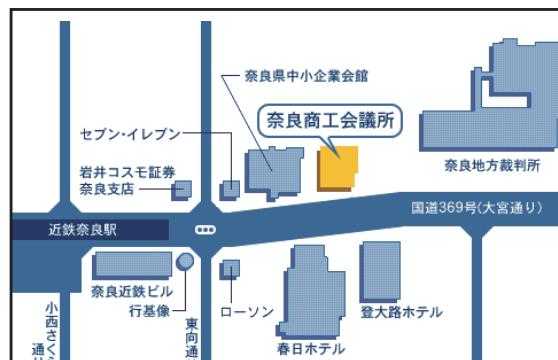 奈良県中小企業会館
奈良商工会議所
セブン・イレブン
岩井コスモ証券
奈良支店
奈良地方裁判所
国道369号(大宮通り)
近鉄奈良駅
奈良近鉄ビル
行基像
ローソン
登大路ホテル
春日ホテル
小西さくら
通り
東向通